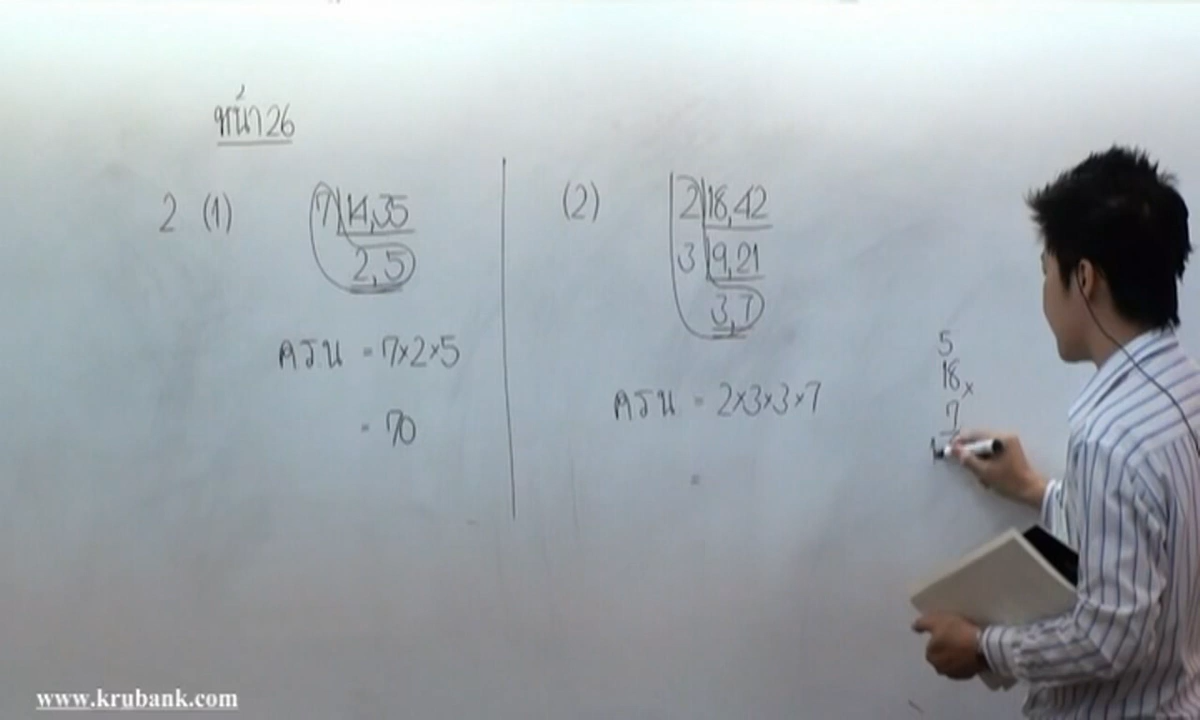 หน้า 26
2 (1) 7 14,35
2,5
ครน = 7×2×5
= 70
(2) 2 18,42
3 9,21
3,7
ครน = 2×3×3×7
=
5
18 ×
7
www.krubank.com